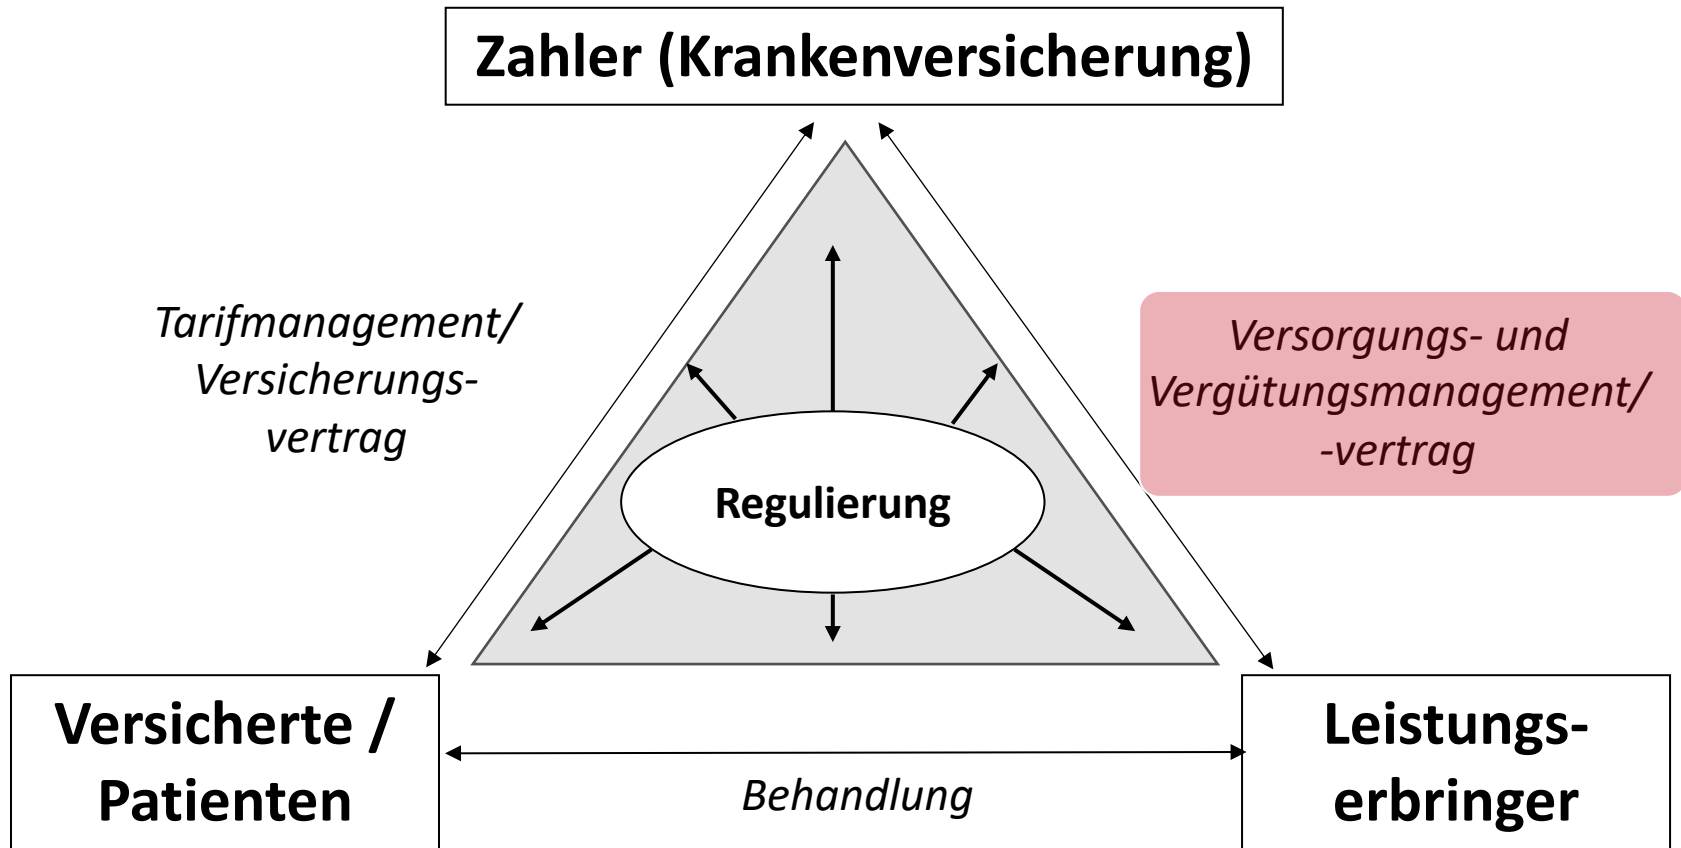 Zahler (Krankenversicherung)
Tarifmanagement/
Versicherungs-
vertrag
Versorgungs- und
Vergütungsmanagement/
-vertrag
Regulierung
Versicherte /
Patienten
Behandlung
Leistungs-
erbringer